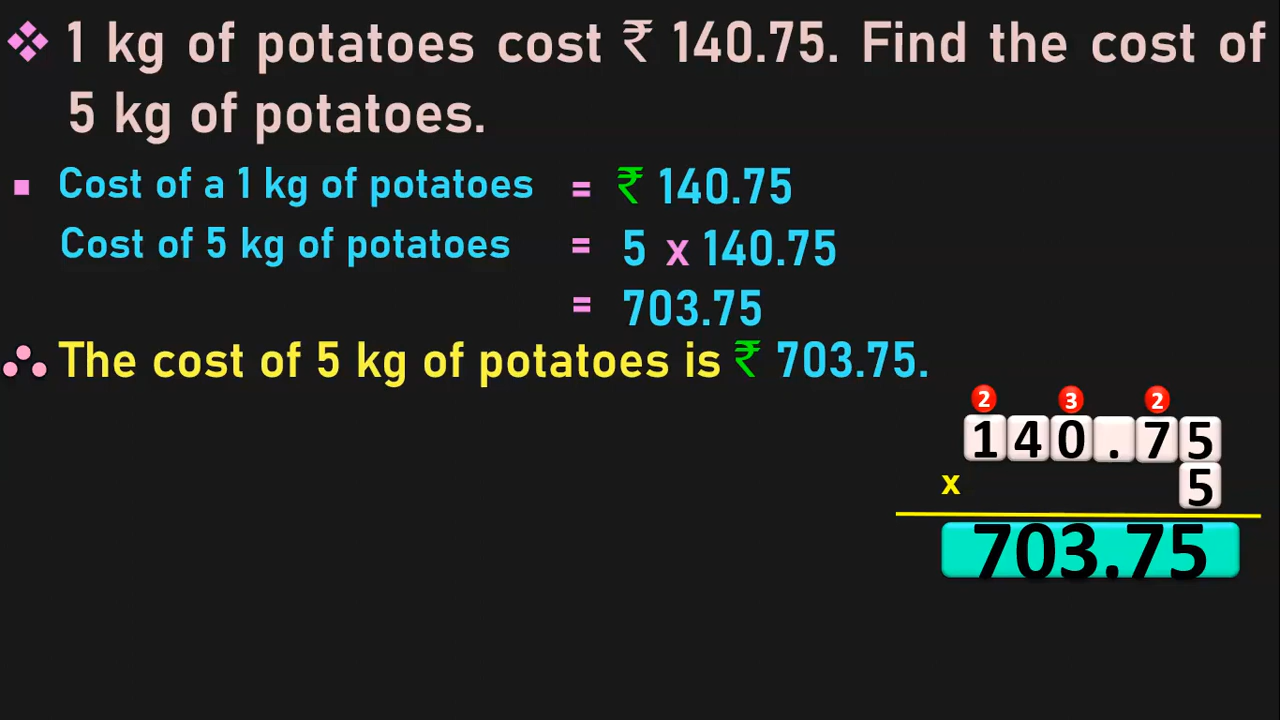 ❖ 1 kg of potatoes cost ₹ 140.75. Find the cost of
5 kg of potatoes.
▪ Cost of a 1 kg of potatoes = ₹ 140.75
Cost of 5 kg of potatoes = 5 x 140.75
= 703.75
∴ The cost of 5 kg of potatoes is ₹ 703.75.
2 3 2
140.75
x 5
703.75